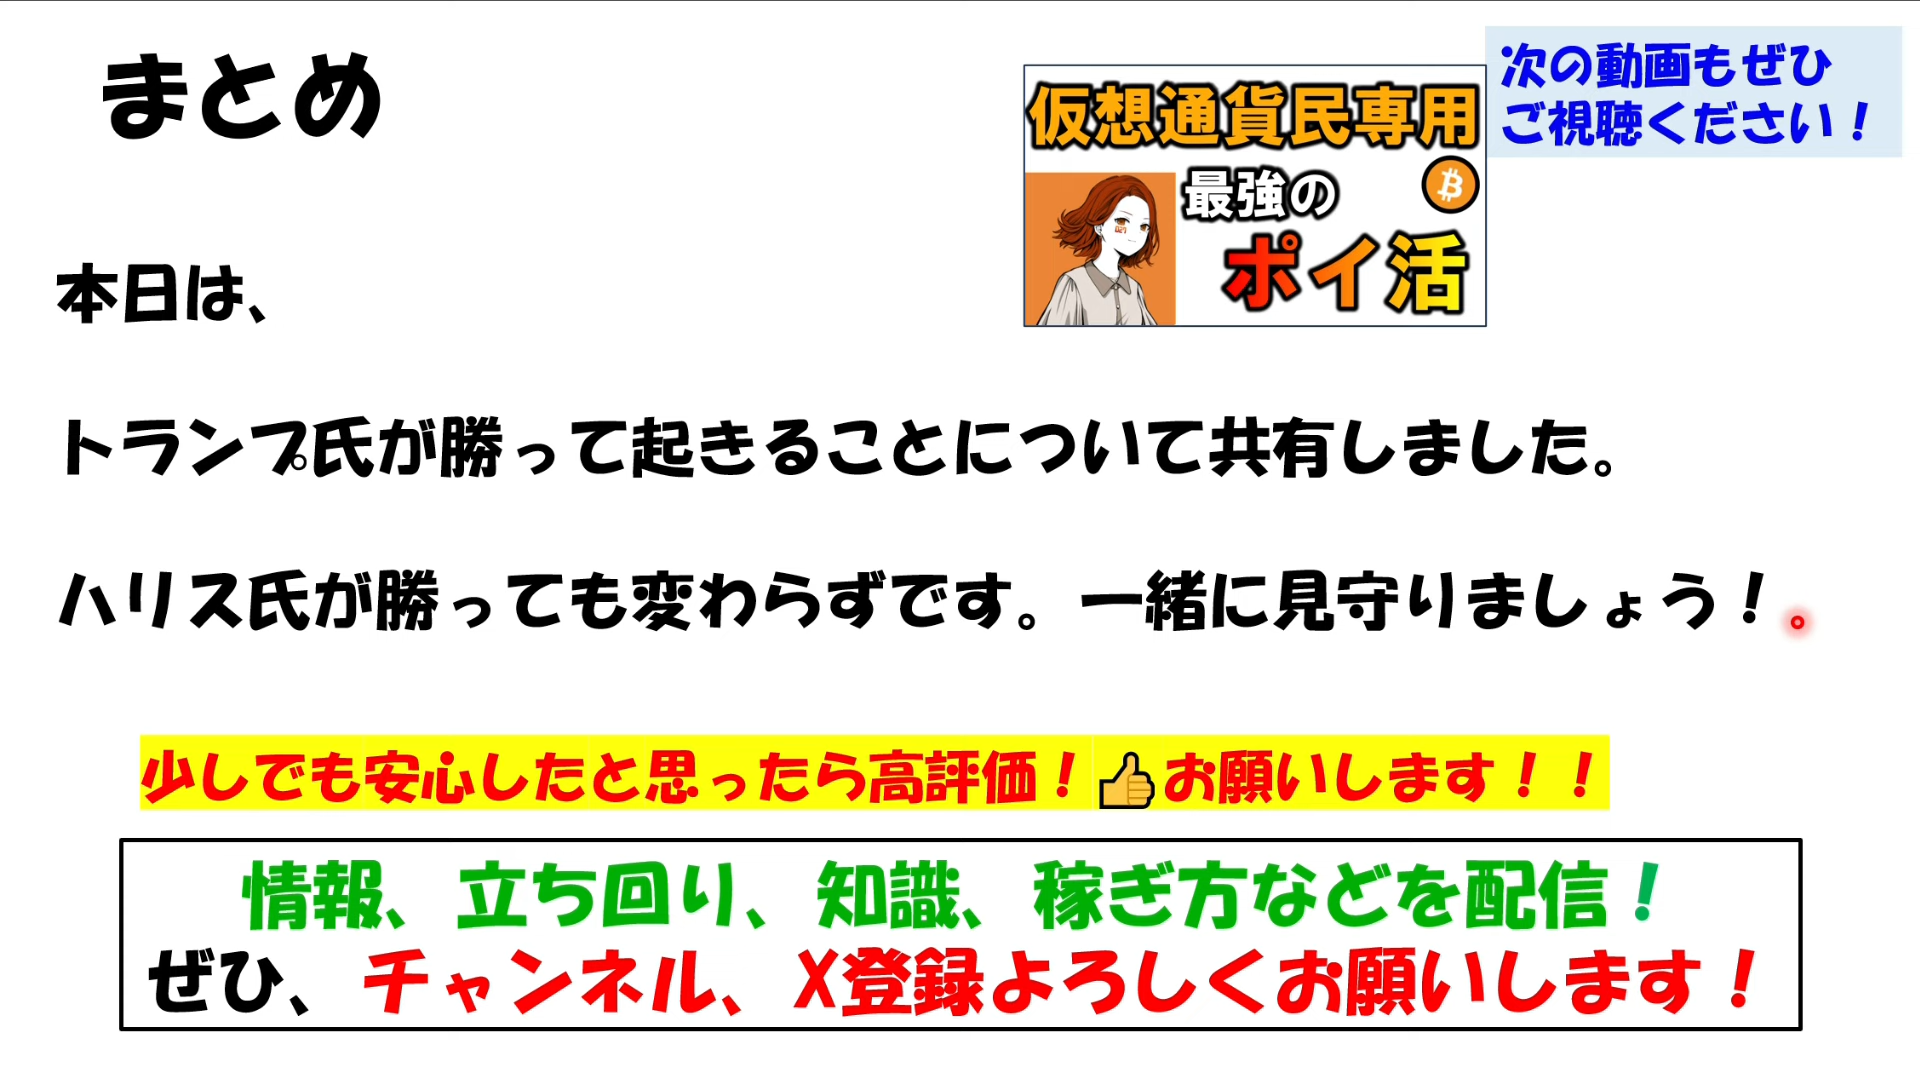 まとめ
仮想通貨民専用
最強の
ポイ活
次の動画もぜひ
ご視聴ください！
本日は、
トランプ氏が勝って起きることについて共有しました。
ハリス氏が勝っても変わらずです。一緒に見守りましょう！。
少しでも安心したと思ったら高評価！👍お願いします！！
情報、立ち回り、知識、稼ぎ方などを配信！
ぜひ、チャンネル、X登録よろしくお願いします！